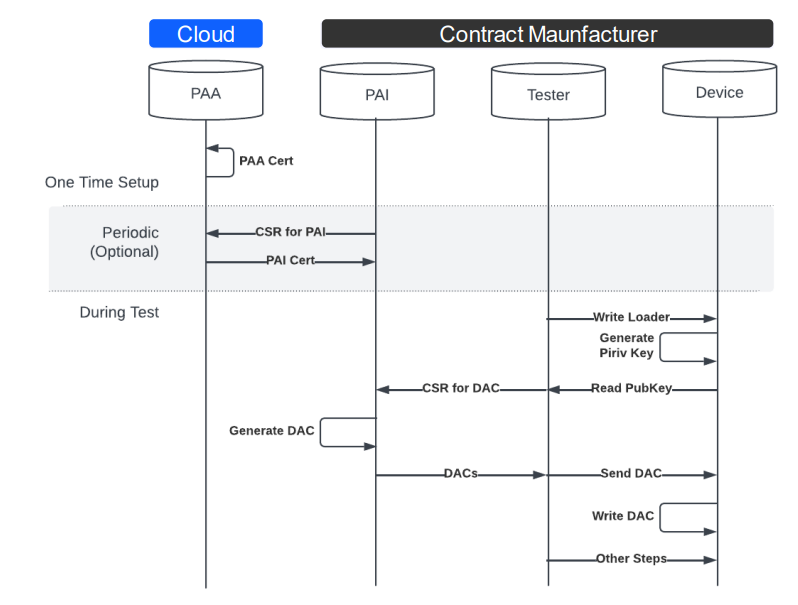 Cloud
Contract Maunfacturer
PAA
PAI
Tester
Device
PAA Cert
One Time Setup
Periodic
(Optional)
CSR for PAI
PAI Cert
During Test
Write Loader
Generate
Piriv Key
CSR for DAC
Read PubKey
Generate DAC
DACs
Send DAC
Write DAC
Other Steps